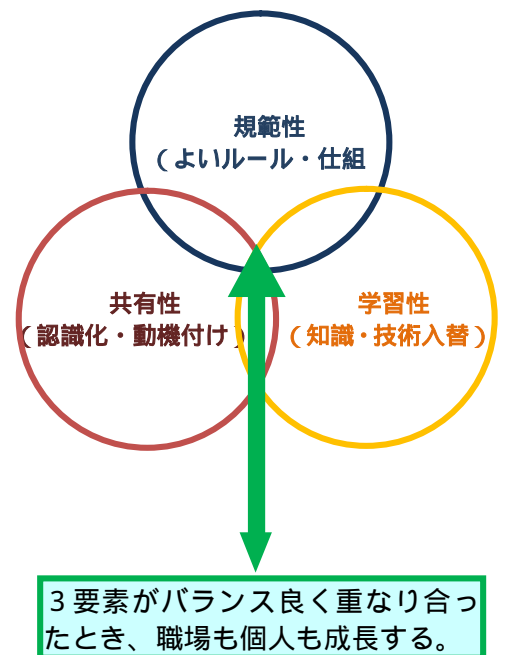 規範性
（よいルール・仕組
共有性
（認識化・動機付け）
学習性
（知識・技術入替）
３要素がバランス良く重なり合っ
たとき、職場も個人も成長する。